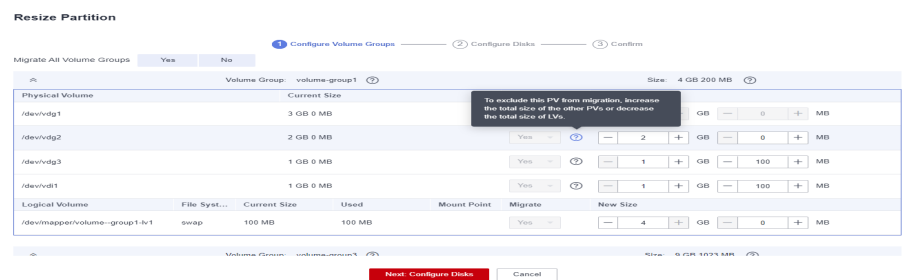 Resize Partition
1 Configure Volume Groups 2 Configure Disks 3 Confirm
Migrate All Volume Groups Yes No
Volume Group: volume-group1 ? Size: 4 GB 200 MB ?
Physical Volume Current Size
To exclude this PV from migration, increase
the total size of the other PVs or decrease
the total size of LVs.
/dev/vdg1 3 GB 0 MB GB — 0 + MB
/dev/vdg2 2 GB 0 MB Yes ? — 2 + GB — 0 + MB
/dev/vdg3 1 GB 0 MB Yes ? — 1 + GB — 100 + MB
/dev/vdi1 1 GB 0 MB Yes ? — 1 + GB — 100 + MB
Logical Volume File Syst... Current Size Used Mount Point Migrate New Size
/dev/mapper/volume--group1-lv1 swap 100 MB 100 MB Yes — 4 + GB — 0 + MB
Volume Group: volume-group3 ? Size: 9 GB 1023 MB ?
Next: Configure Disks Cancel